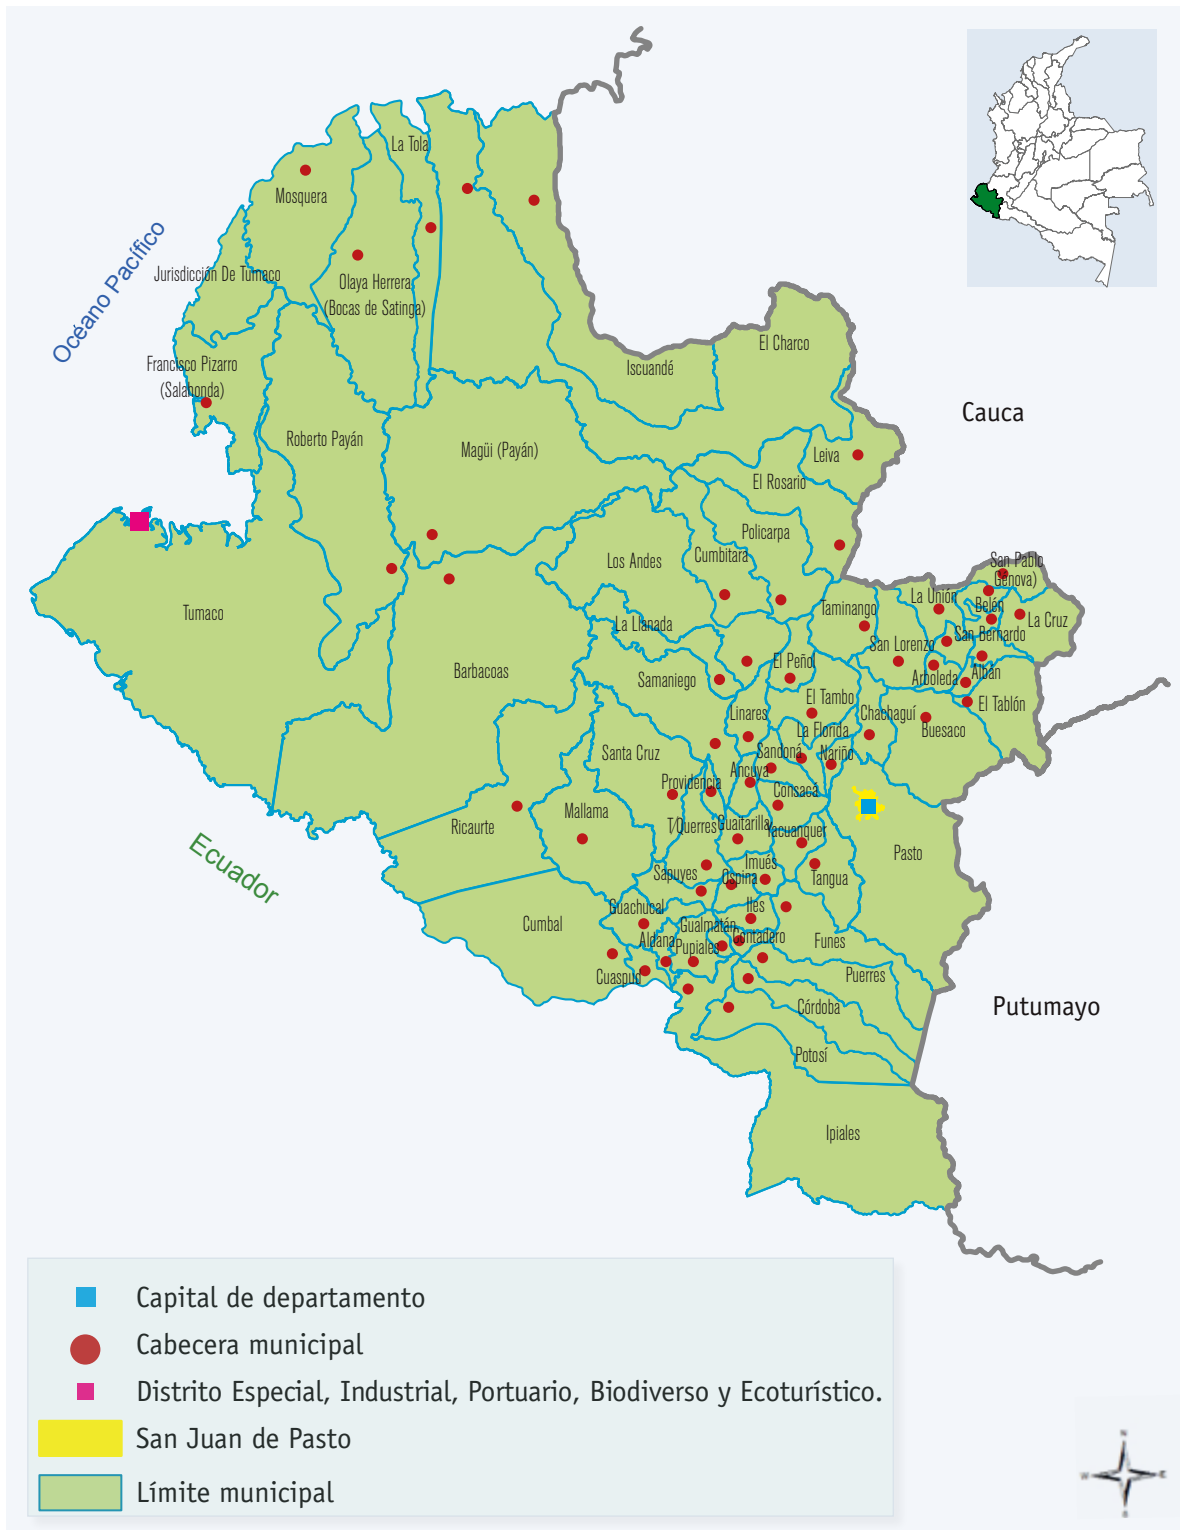 La Tola
Mosquera
Océano Pacífico
Jurisdicción De Tumaco
Olaya Herrera
(Bocas de Satinga)
El Charco
Francisco Pizarro
(Salahonda)
Iscuandé
Cauca
Roberto Payán
Magüi (Payán)
Leiva
El Rosario
Policarpa
Cumbitara
Los Andes
San Pablo
Génova)
La Unión
Belén
Tumaco
Taminango
La Cruz
La Llanada
San Bernardo
San Lorenzo
El Peñol
Barbacoas
Samaniego
Arboleda
Albán
El Tambo
El Tablón
Linares
Chachaguí
La Florida
Buesaco
Santa Cruz
Sandoná
Nariño
Ancuya
Providencia
Consacá
Mallama
Ricaurte
T/Querres
Guaitarilla
Yacuanquer
Pasto
Ecuador
Imués
Sapuyes
Ospina
Tangua
Guachucal
Iles
Cumbal
Gualmatán
Contadero
Aldana
Pupiales
Funes
Cuaspud
Puerres
Putumayo
Córdoba
Potosí
Ipiales
Capital de departamento
Cabecera municipal
Distrito Especial, Industrial, Portuario, Biodiverso y Ecoturístico.
San Juan de Pasto
Límite municipal
N
W
E
S